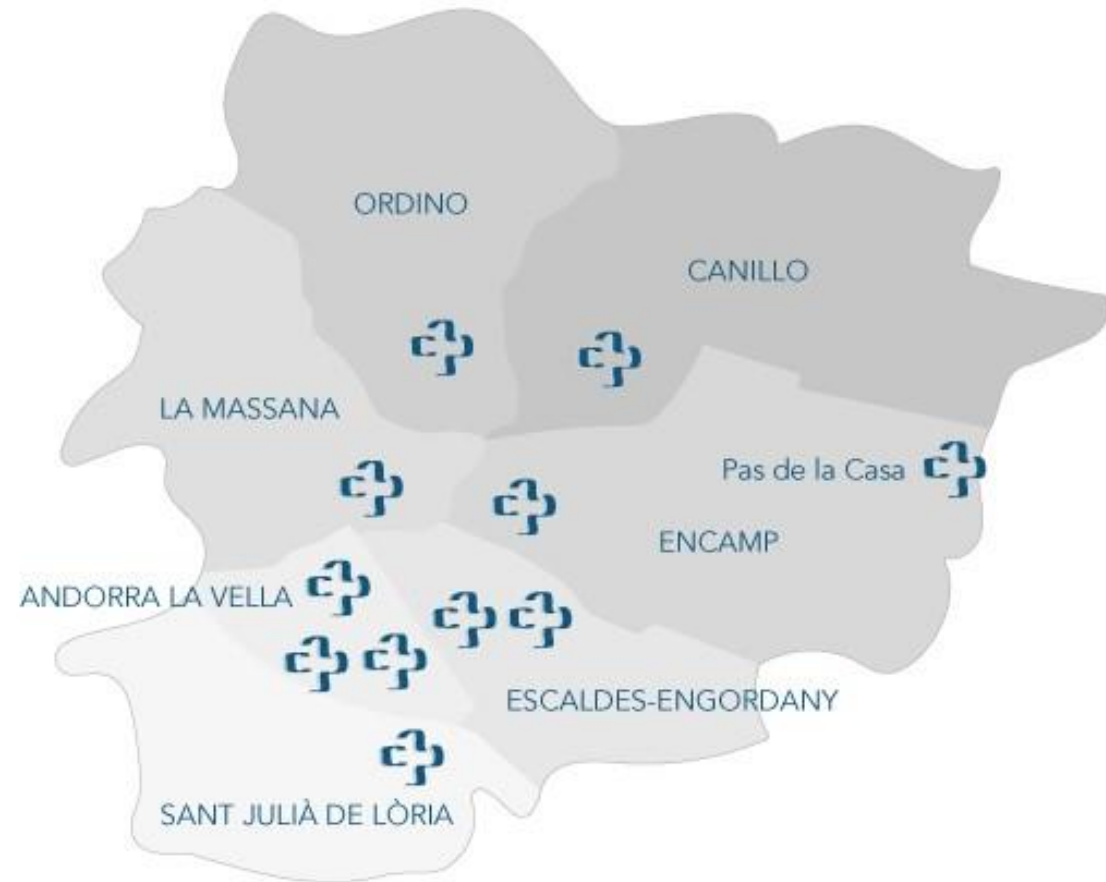 ORDINO
CANILLO
LA MASSANA
Pas de la Casa
ENCAMP
ANDORRA LA VELLA
ESCALDES-ENGORDANY
SANT JULIÀ DE LÒRIA